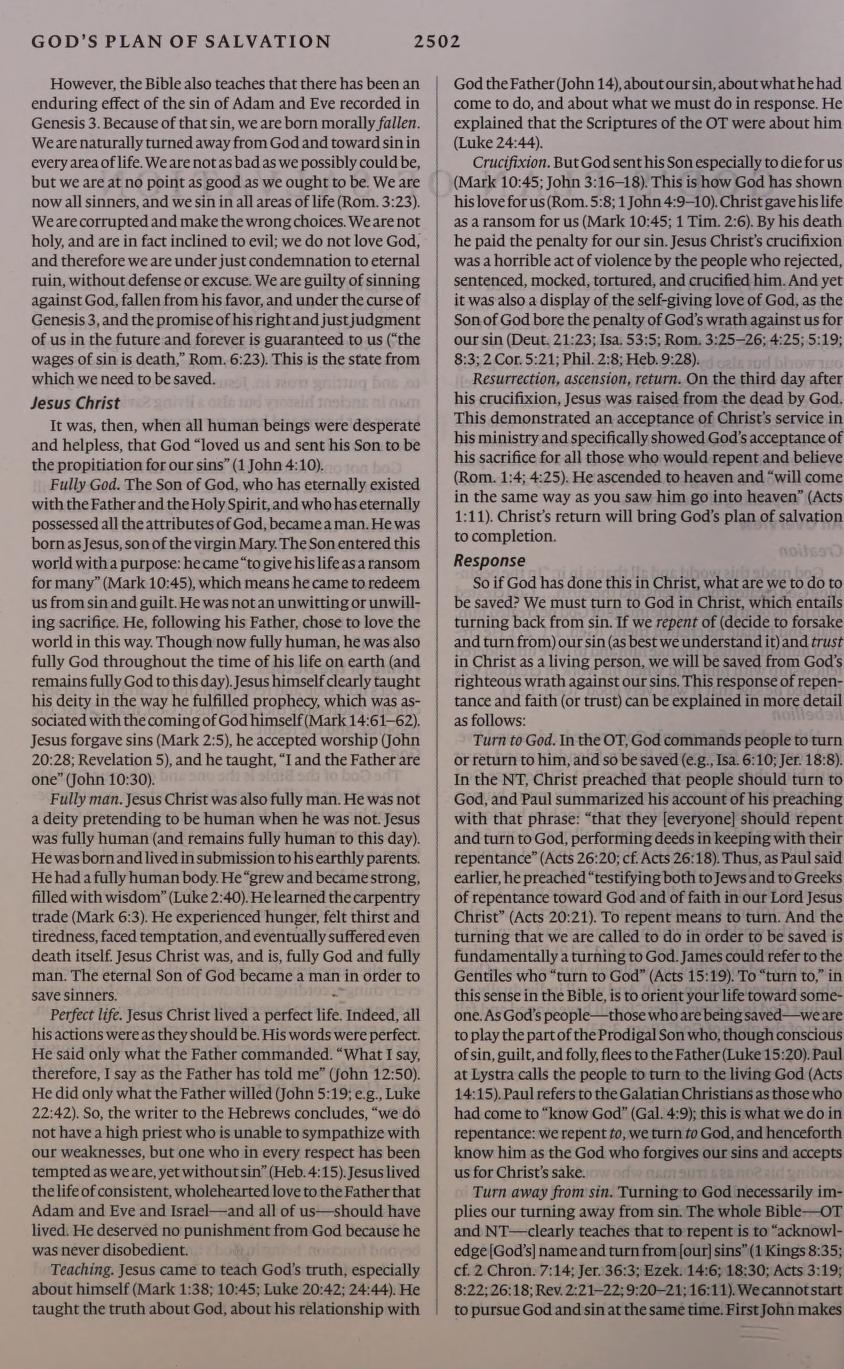 GOD'S PLAN OF SALVATION 2502
However, the Bible also teaches that there has been an
enduring effect of the sin of Adam and Eve recorded in
Genesis 3. Because of that sin, we are born morally fallen.
We are naturally turned away from God and toward sin in
every area of life. We are not as bad as we possibly could be,
but we are at no point as good as we ought to be. We are
now all sinners, and we sin in all areas of life (Rom. 3:23).
We are corrupted and make the wrong choices. We are not
holy, and are in fact inclined to evil; we do not love God,
and therefore we are under just condemnation to eternal
ruin, without defense or excuse. We are guilty of sinning
against God, fallen from his favor, and under the curse of
Genesis 3, and the promise of his right and just judgment
of us in the future and forever is guaranteed to us (“the
wages of sin is death,” Rom. 6:23). This is the state from
which we need to be saved.
Jesus Christ
It was, then, when all human beings were desperate
and helpless, that God “loved us and sent his Son to be
the propitiation for our sins” (1 John 4:10).
Fully God. The Son of God, who has eternally existed
with the Father and the Holy Spirit, and who has eternally
possessed all the attributes of God, became a man. He was
born as Jesus, son of the virgin Mary. The Son entered this
world with a purpose: he came “to give his life as a ransom
for many” (Mark 10:45), which means he came to redeem
us from sin and guilt. He was not an unwitting or unwill-
ing sacrifice. He, following his Father, chose to love the
world in this way. Though now fully human, he was also
fully God throughout the time of his life on earth (and
remains fully God to this day). Jesus himself clearly taught
his deity in the way he fulfilled prophecy, which was as-
sociated with the coming of God himself (Mark 14:61–62).
Jesus forgave sins (Mark 2:5), he accepted worship (John
20:28; Revelation 5), and he taught, “I and the Father are
one” (John 10:30).
Fully man. Jesus Christ was also fully man. He was not
a deity pretending to be human when he was not. Jesus
was fully human (and remains fully human to this day).
He was born and lived in submission to his earthly parents.
He had a fully human body. He “grew and became strong,
filled with wisdom” (Luke 2:40). He learned the carpentry
trade (Mark 6:3). He experienced hunger, felt thirst and
tiredness, faced temptation, and eventually suffered even
death itself. Jesus Christ was, and is, fully God and fully
man. The eternal Son of God became a man in order to
save sinners.
Perfect life. Jesus Christ lived a perfect life. Indeed, all
his actions were as they should be. His words were perfect.
He said only what the Father commanded. “What I say,
therefore, I say as the Father has told me” (John 12:50).
He did only what the Father willed (John 5:19; e.g., Luke
22:42). So, the writer to the Hebrews concludes, “we do
not have a high priest who is unable to sympathize with
our weaknesses, but one who in every respect has been
tempted as we are, yet without sin” (Heb. 4:15). Jesus lived
the life of consistent, wholehearted love to the Father that
Adam and Eve and Israel—and all of us—should have
lived. He deserved no punishment from God because he
was never disobedient.
Teaching. Jesus came to teach God's truth, especially
about himself (Mark 1:38; 10:45; Luke 20:42; 24:44). He
taught the truth about God, about his relationship with
God the Father (John 14), about our sin, about what he had
come to do, and about what we must do in response. He
explained that the Scriptures of the OT were about him
(Luke 24:44).
Crucifixion. But God sent his Son especially to die for us
(Mark 10:45; John 3:16–18). This is how God has shown
his love for us (Rom. 5:8; 1 John 4:9–10). Christ gave his life
as a ransom for us (Mark 10:45; 1 Tim. 2:6). By his death
he paid the penalty for our sin. Jesus Christ's crucifixion
was a horrible act of violence by the people who rejected,
sentenced, mocked, tortured, and crucified him. And yet
it was also a display of the self-giving love of God, as the
Son of God bore the penalty of God's wrath against us for
our sin (Deut. 21:23; Isa. 53:5; Rom. 3:25–26; 4:25; 5:19;
8:3; 2 Cor. 5:21; Phil. 2:8; Heb. 9:28).
Resurrection, ascension, return. On the third day after
his crucifixion, Jesus was raised from the dead by God.
This demonstrated an acceptance of Christ's service in
his ministry and specifically showed God's acceptance of
his sacrifice for all those who would repent and believe
(Rom. 1:4; 4:25). He ascended to heaven and “will come
in the same way as you saw him go into heaven” (Acts
1:11). Christ's return will bring God's plan of salvation
to completion.
Response
So if God has done this in Christ, what are we to do to
be saved? We must turn to God in Christ, which entails
turning back from sin. If we repent of (decide to forsake
and turn from) our sin (as best we understand it) and trust
in Christ as a living person, we will be saved from God's
righteous wrath against our sins. This response of repen-
tance and faith (or trust) can be explained in more detail
as follows:
Turn to God. In the OT, God commands people to turn
or return to him, and so be saved (e.g., Isa. 6:10; Jer. 18:8).
In the NT, Christ preached that people should turn to
God, and Paul summarized his account of his preaching
with that phrase: “that they [everyone] should repent
and turn to God, performing deeds in keeping with their
repentance” (Acts 26:20; cf. Acts 26:18). Thus, as Paul said
earlier, he preached “testifying both to Jews and to Greeks
of repentance toward God and of faith in our Lord Jesus
Christ” (Acts 20:21). To repent means to turn. And the
turning that we are called to do in order to be saved is
fundamentally a turning to God. James could refer to the
Gentiles who “turn to God” (Acts 15:19). To “turn to,” in
this sense in the Bible, is to orient your life toward some-
one. As God's people—those who are being saved—we are
to play the part of the Prodigal Son who, though conscious
of sin, guilt, and folly, flees to the Father (Luke 15:20). Paul
at Lystra calls the people to turn to the living God (Acts
14:15). Paul refers to the Galatian Christians as those who
had come to “know God” (Gal. 4:9); this is what we do in
repentance: we repent to, we turn to God, and henceforth
know him as the God who forgives our sins and accepts
us for Christ's sake.
Turn away from sin. Turning to God necessarily im-
plies our turning away from sin. The whole Bible—OT
and NT—clearly teaches that to repent is to “acknowl-
edge [God's] name and turn from [our] sins” (1 Kings 8:35;
cf. 2 Chron. 7:14; Jer. 36:3; Ezek. 14:6; 18:30; Acts 3:19;
8:22; 26:18; Rev. 2:21–22; 9:20–21; 16:11). We cannot start
to pursue God and sin at the same time. First John makes